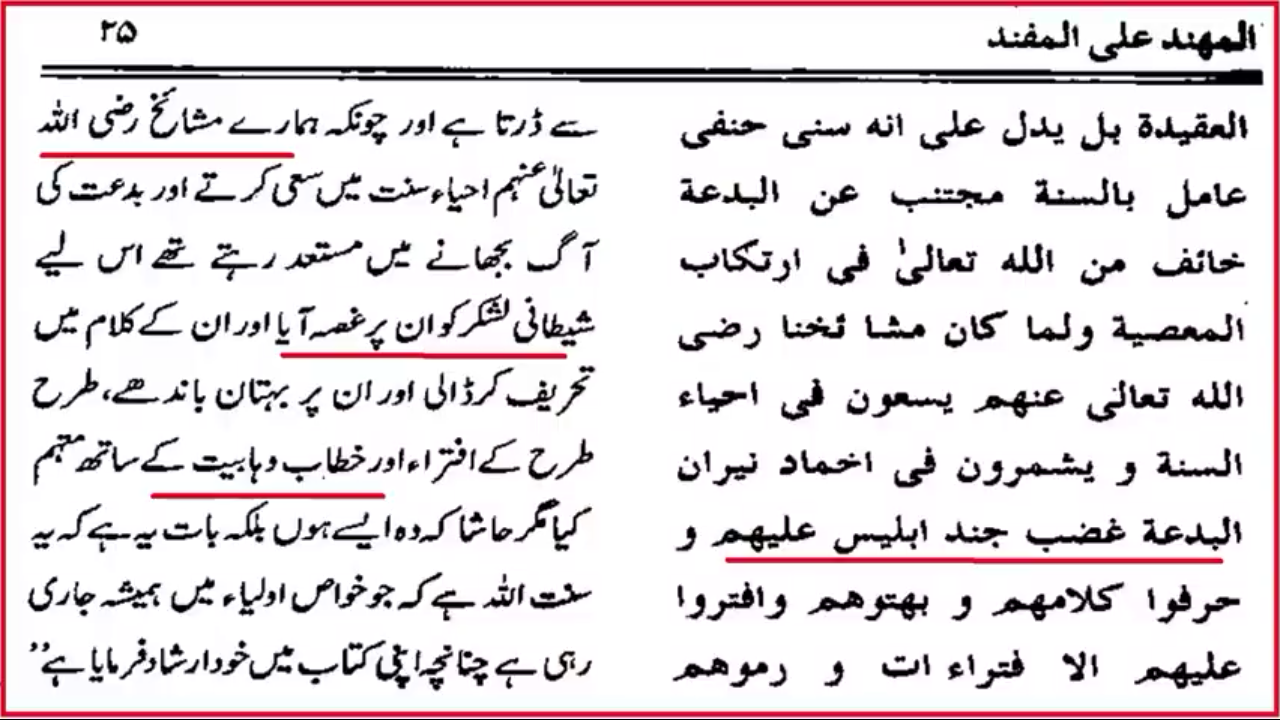 المهند علی المفند
۲۵
العقيدة بل يدل على انه سنى حنفى
عامل بالسنة مجتنب عن البدعة
خائف من الله تعالىٰ فى ارتكاب
المعصية ولما كان مشا ئخنا رضى
الله تعالى عنهم يسعون فى احياء
السنة و يشمرون فى اخماد نيران
البدعة غضب جند ابليس عليهم و
حرفوا كلامهم و بهتوهم وافتروا
عليهم الا فتراء ات و رموهم
سے ڈرتا ہے اور چونکہ ہمارے مشائخ رضی اللہ
تعالیٰ عنہم احیاء سنت میں سعی کرتے اور بدعت کی
آگ بجھانے میں مستعد رہتے تھے اس لیے
شیطانی لشکر کو ان پر غصہ آیا اور ان کے کلام میں
تحریف کر ڈالی اور ان پر بہتان باندھے، طرح
طرح کے افتراء اور خطاب وہابیت کے ساتھ متہم
کیا مگر حاشا کہ وہ ایسے ہوں بلکہ بات یہ ہے کہ یہ
سنت اللہ ہے کہ جو خواص اولیاء میں ہمیشہ جاری
رہی ہے چنانچہ اپنی کتاب میں خود ارشاد فرمایا ہے ”